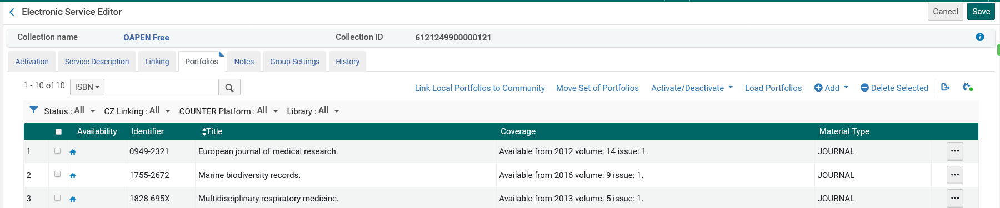 Electronic Service Editor Cancel Save
Collection name OAPEN Free Collection ID 6121249900000121
Activation Service Description Linking Portfolios Notes Group Settings History
1 - 10 of 10 ISBN Link Local Portfolios to Community Move Set of Portfolios Activate/Deactivate Load Portfolios Add Delete Selected
Status : All CZ Linking : All COUNTER Platform : All Library : All
Availability Identifier Title Coverage Material Type
1 0949-2321 European journal of medical research. Available from 2012 volume: 14 issue: 1. JOURNAL
2 1755-2672 Marine biodiversity records. Available from 2016 volume: 9 issue: 1. JOURNAL
3 1828-695X Multidisciplinary respiratory medicine. Available from 2013 volume: 5 issue: 1. JOURNAL